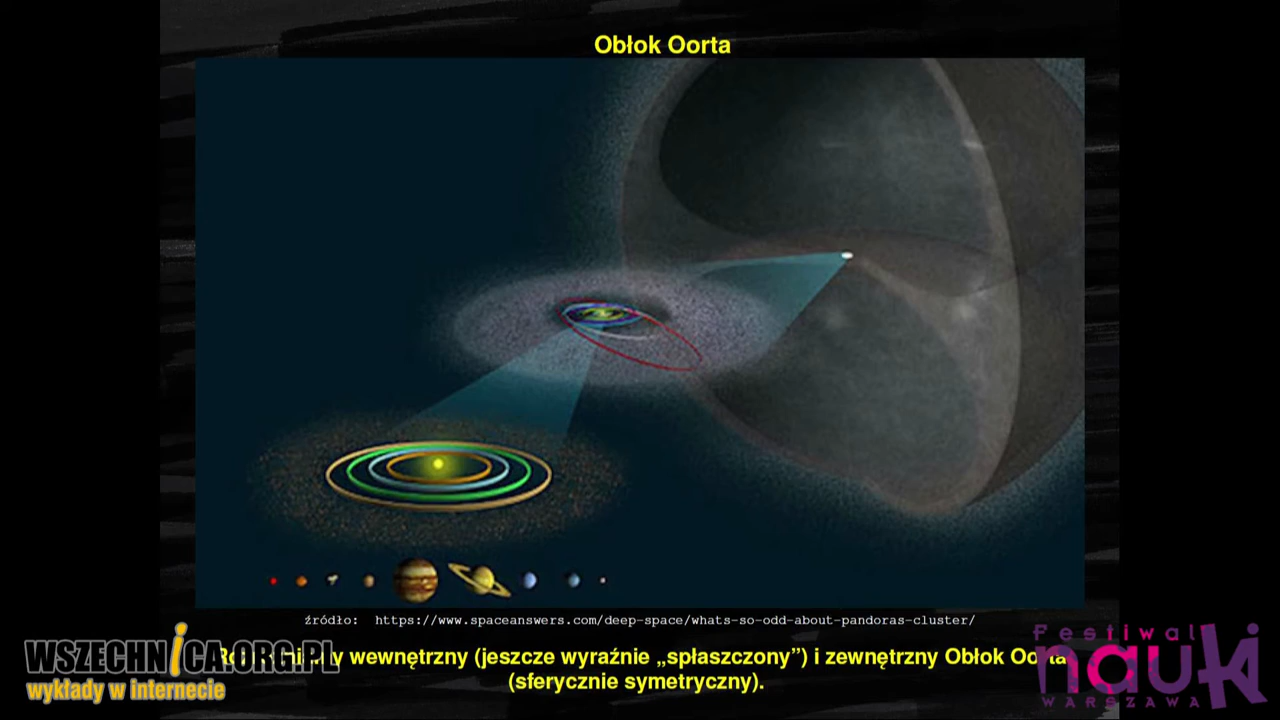 Obłok Oorta
źródło: https://www.spaceanswers.com/deep-space/whats-so-odd-about-pandoras-cluster/
wewnętrzny (jeszcze wyraźnie „spłaszczony”) i zewnętrzny Obłok Oorta
(sferycznie symetryczny).
WSZECHNICA.ORG.PL
wykłady w internecie
Festiwal
nauki
WARSZAWA